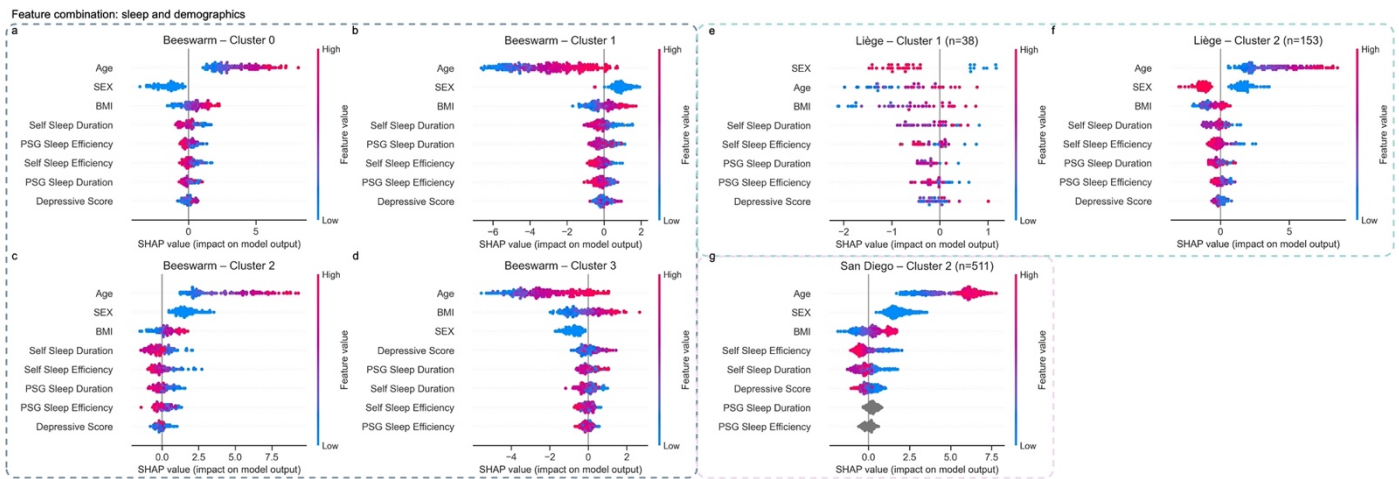 Feature combination: sleep and demographics
a
Beeswarm – Cluster 0
High
Age
SEX
BMI
Self Sleep Duration
PSG Sleep Efficiency
Self Sleep Efficiency
PSG Sleep Duration
Depressive Score
Feature value
Low
0
5
SHAP value (impact on model output)
b
Beeswarm – Cluster 1
High
Age
SEX
BMI
Self Sleep Duration
PSG Sleep Duration
Self Sleep Efficiency
PSG Sleep Efficiency
Depressive Score
Feature value
Low
−6
−4
−2
0
2
SHAP value (impact on model output)
e
Liège – Cluster 1 (n=38)
High
SEX
Age
BMI
Self Sleep Duration
Self Sleep Efficiency
PSG Sleep Duration
PSG Sleep Efficiency
Depressive Score
Feature value
Low
−2
−1
0
1
SHAP value (impact on model output)
f
Liège – Cluster 2 (n=153)
High
Age
SEX
BMI
Self Sleep Duration
Self Sleep Efficiency
PSG Sleep Duration
PSG Sleep Efficiency
Depressive Score
Feature value
Low
0
5
SHAP value (impact on model output)
c
Beeswarm – Cluster 2
High
Age
SEX
BMI
Self Sleep Duration
Self Sleep Efficiency
PSG Sleep Duration
PSG Sleep Efficiency
Depressive Score
Feature value
Low
0.0
2.5
5.0
7.5
SHAP value (impact on model output)
d
Beeswarm – Cluster 3
High
Age
BMI
SEX
Depressive Score
PSG Sleep Duration
Self Sleep Duration
Self Sleep Efficiency
PSG Sleep Efficiency
Feature value
Low
−4
−2
0
2
SHAP value (impact on model output)
g
San Diego – Cluster 2 (n=511)
High
Age
SEX
BMI
Self Sleep Efficiency
Self Sleep Duration
Depressive Score
PSG Sleep Duration
PSG Sleep Efficiency
Feature value
Low
0.0
2.5
5.0
7.5
SHAP value (impact on model output)